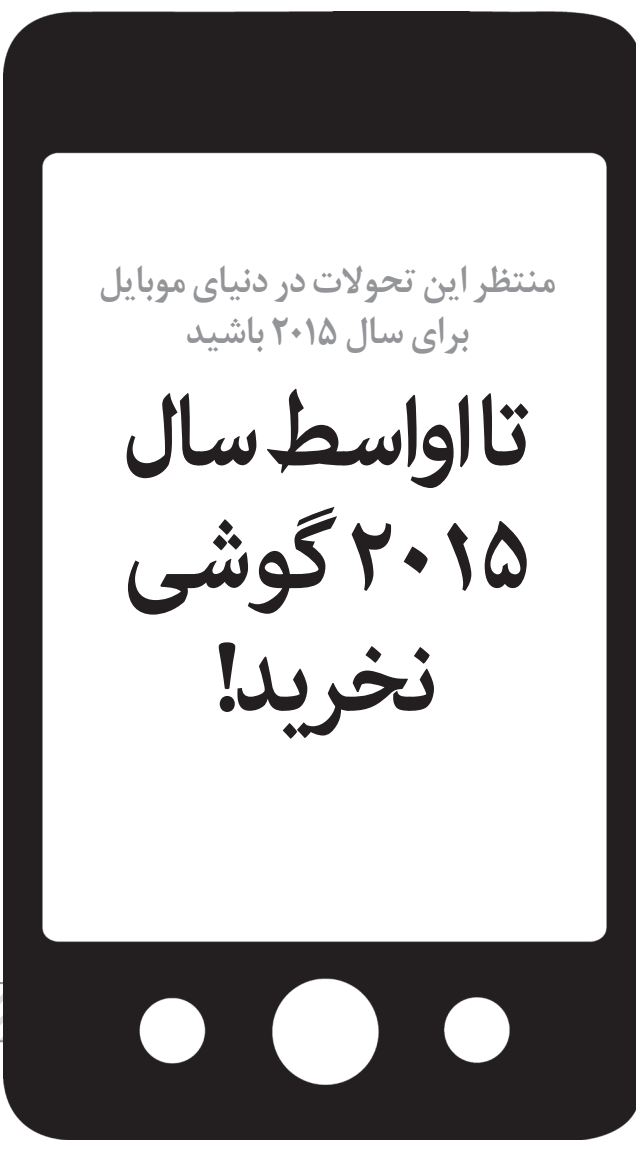 منتظر این تحولات در دنیای موبایل
برای سال ۲۰۱۵ باشید
تا اواسط سال
۲۰۱۵ گوشی
نخرید!